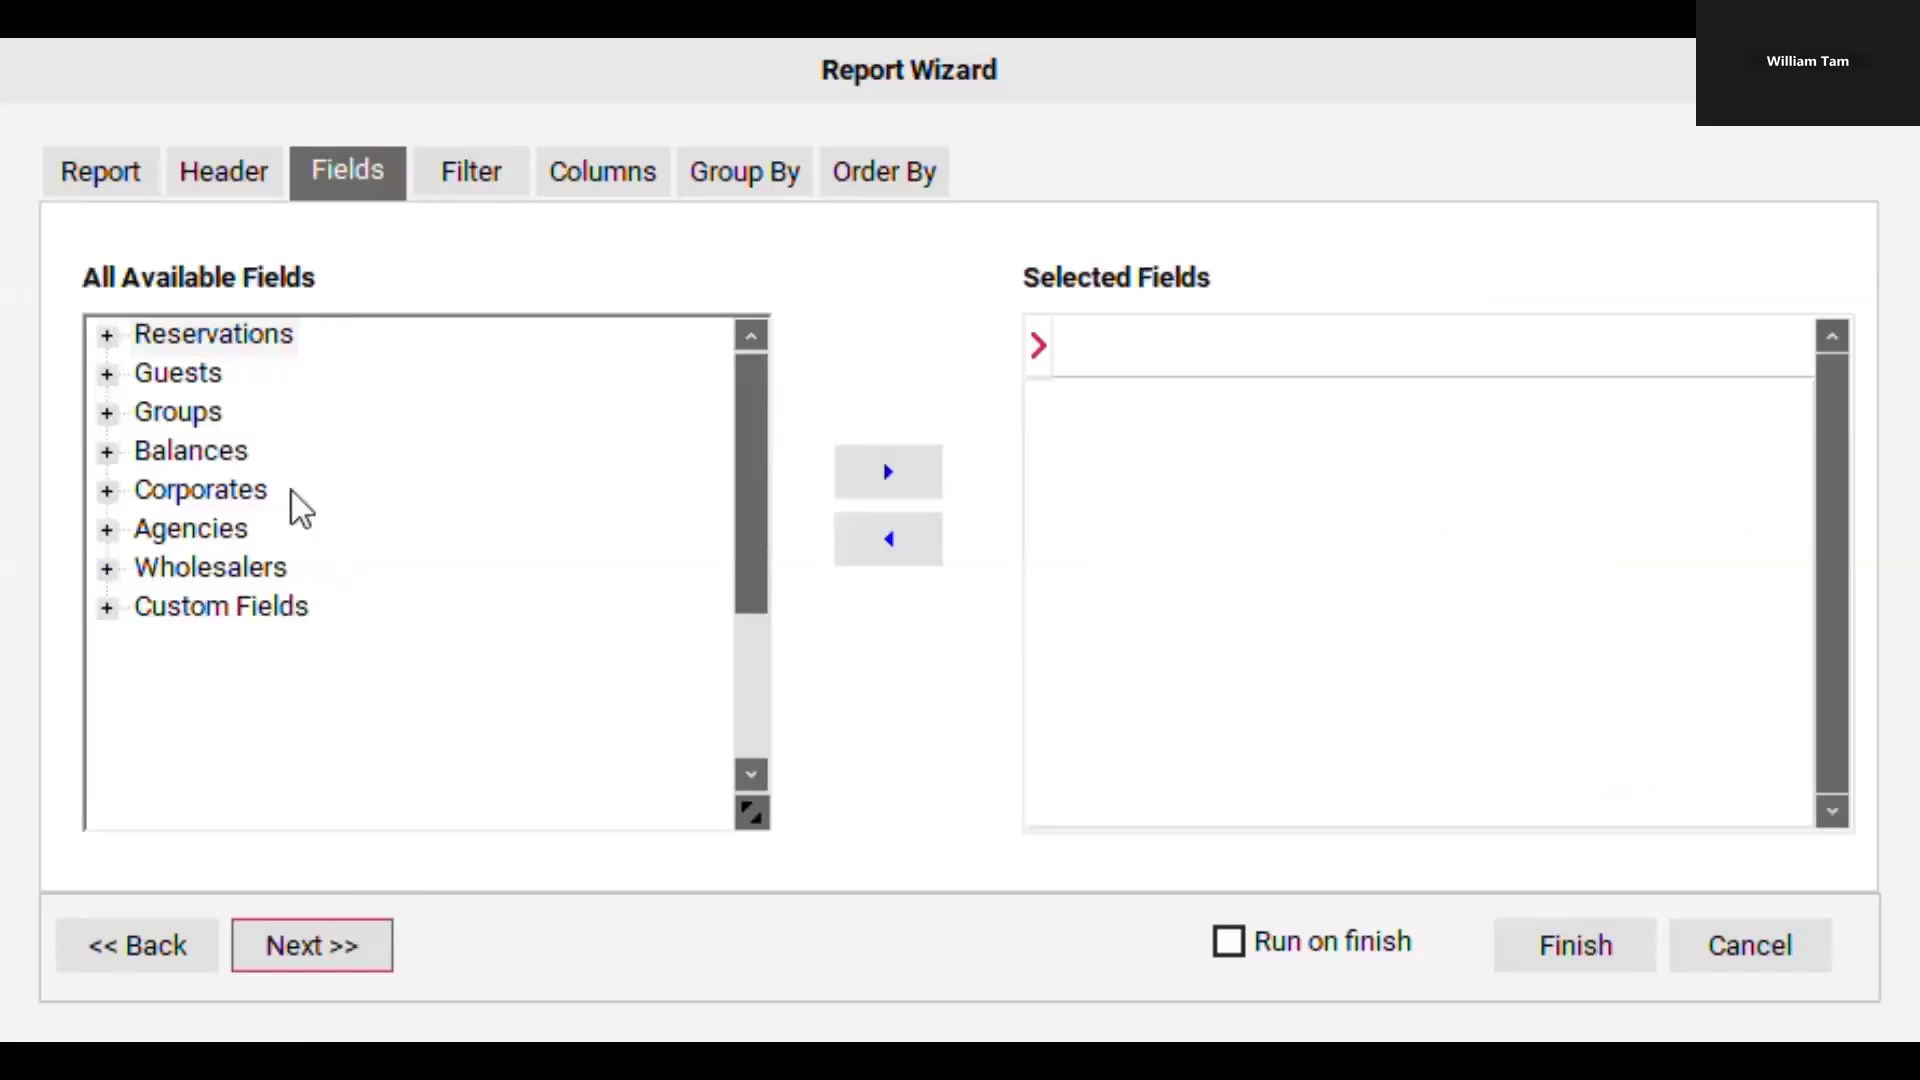 Report Wizard
William Tam
Report Header Fields Filter Columns Group By Order By
All Available Fields
Selected Fields
Reservations
Guests
Groups
Balances
Corporates
Agencies
Wholesalers
Custom Fields
<< Back Next >> Run on finish Finish Cancel